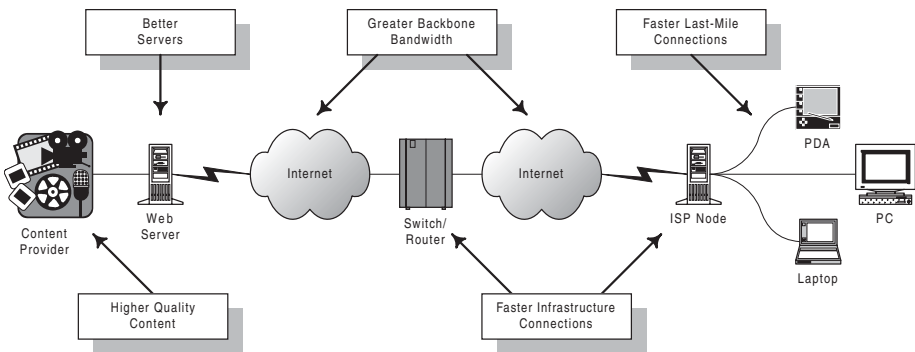 Better
Servers
Greater Backbone
Bandwidth
Faster Last-Mile
Connections
PDA
Internet
Internet
Content
Provider
Web
Server
Switch/
Router
ISP Node
PC
Laptop
Higher Quality
Content
Faster Infrastructure
Connections